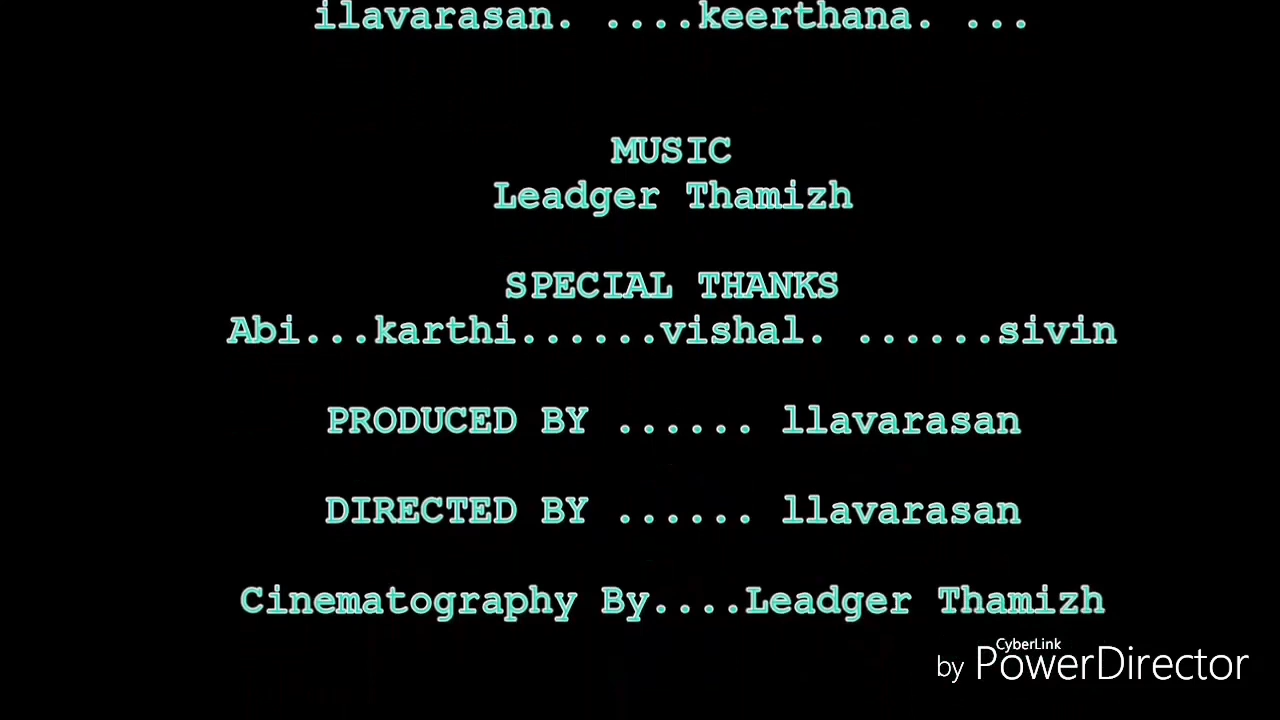 ilavarasan. ....keerthana. ...
MUSIC
Leadger Thamizh
SPECIAL THANKS
Abi...karthi......vishal. ......sivin
PRODUCED BY ...... llavarasan
DIRECTED BY ...... llavarasan
Cinematography By....Leadger Thamizh
CyberLink
by PowerDirector